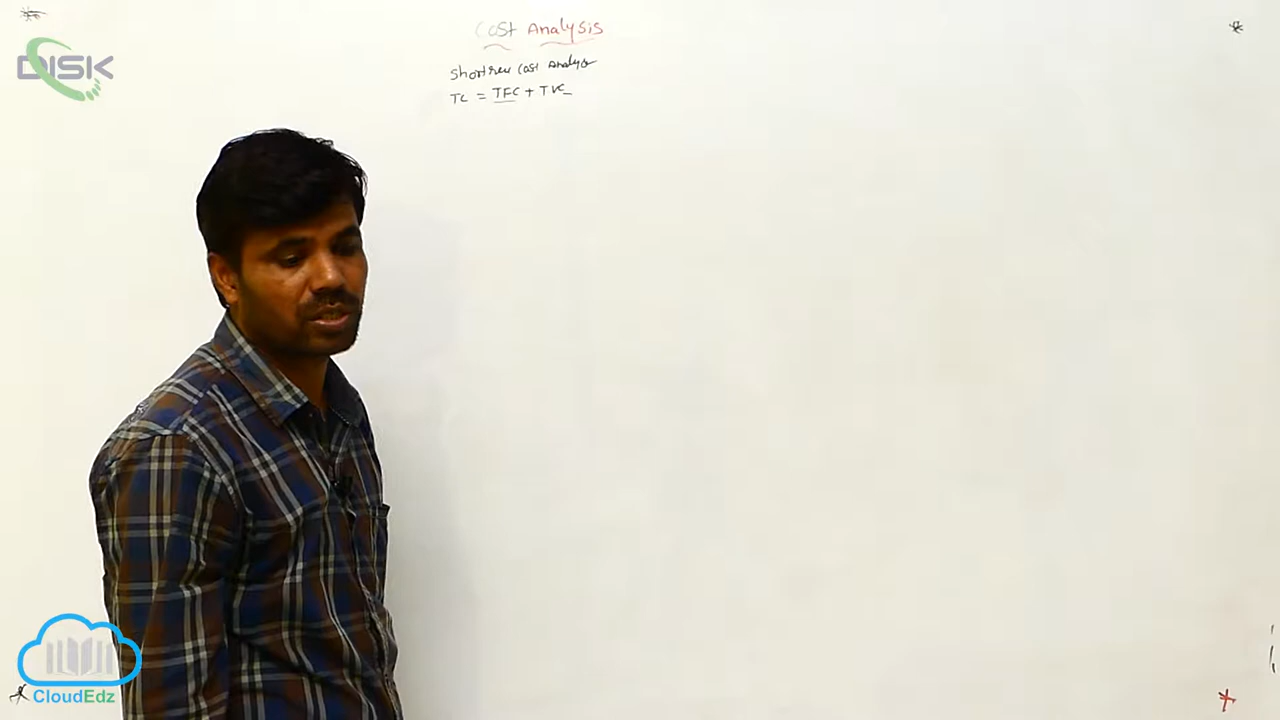 Cost Analysis
DISK
Short run Cost Analysis
TC = TFC + TVC
CloudEdz